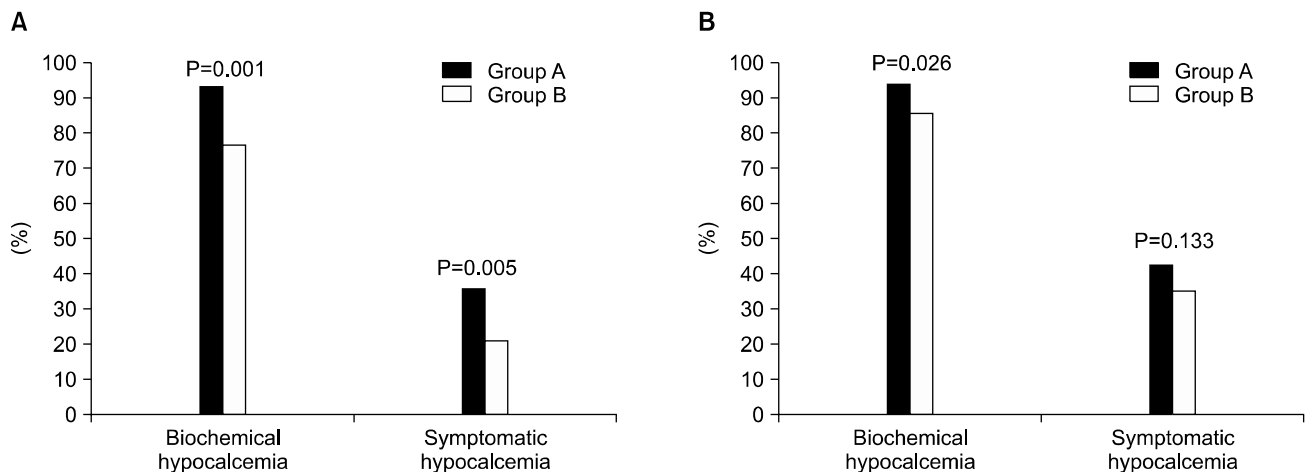 A
100
90
80
70
60
50
40
30
20
10
0
(%)
P=0.001
P=0.005
Group A
Group B
Biochemical
hypocalcemia
Symptomatic
hypocalcemia
B
100
90
80
70
60
50
40
30
20
10
0
(%)
P=0.026
P=0.133
Group A
Group B
Biochemical
hypocalcemia
Symptomatic
hypocalcemia